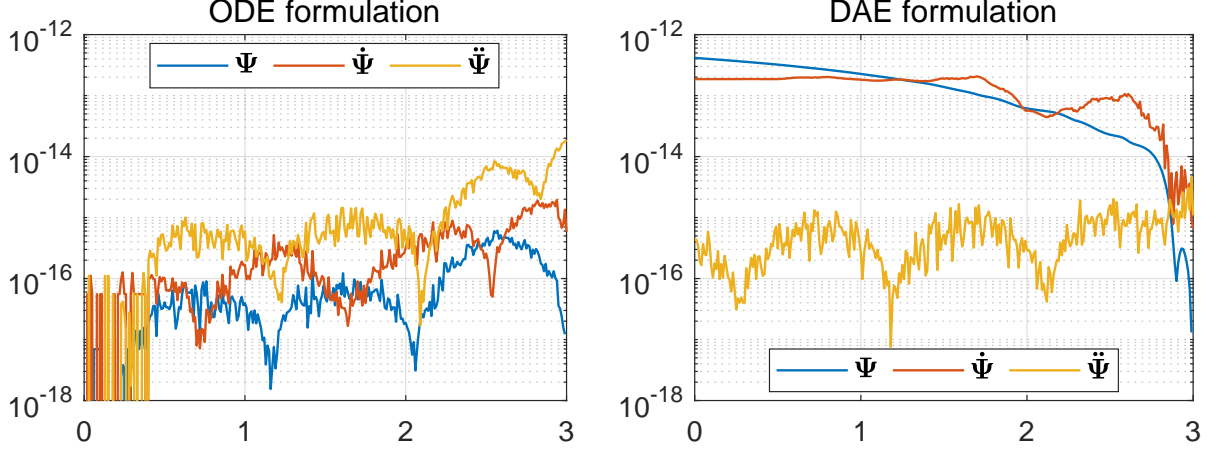 ODE formulation
10⁻¹²
10⁻¹⁴
10⁻¹⁶
10⁻¹⁸
Ψ Ψ̇ Ψ̈
0 1 2 3
DAE formulation
10⁻¹²
10⁻¹⁴
10⁻¹⁶
10⁻¹⁸
Ψ Ψ̇ Ψ̈
0 1 2 3